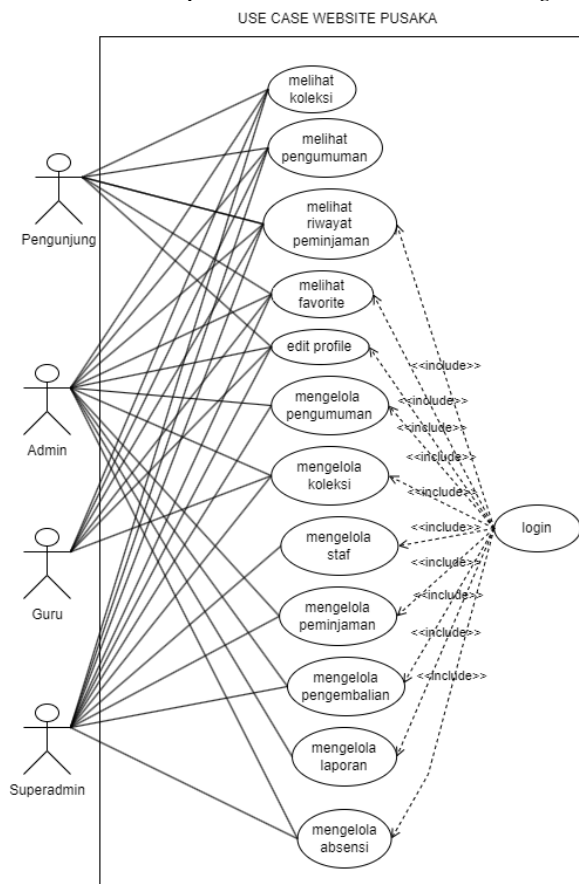 USE CASE WEBSITE PUSAKA
melihat
koleksi
melihat
pengumuman
Pengunjung
melihat
riwayat
peminjaman
melihat
favorite
edit profile
<<include>>
Admin
mengelola
pengumuman
<<include>>
<<include>>
<<include>>
mengelola
koleksi
<<include>>
Guru
mengelola
staf
<<include>>
login
<<include>>
mengelola
peminjaman
<<include>>
<<include>>
mengelola
pengembalian
<<include>>
Superadmin
mengelola
laporan
mengelola
absensi